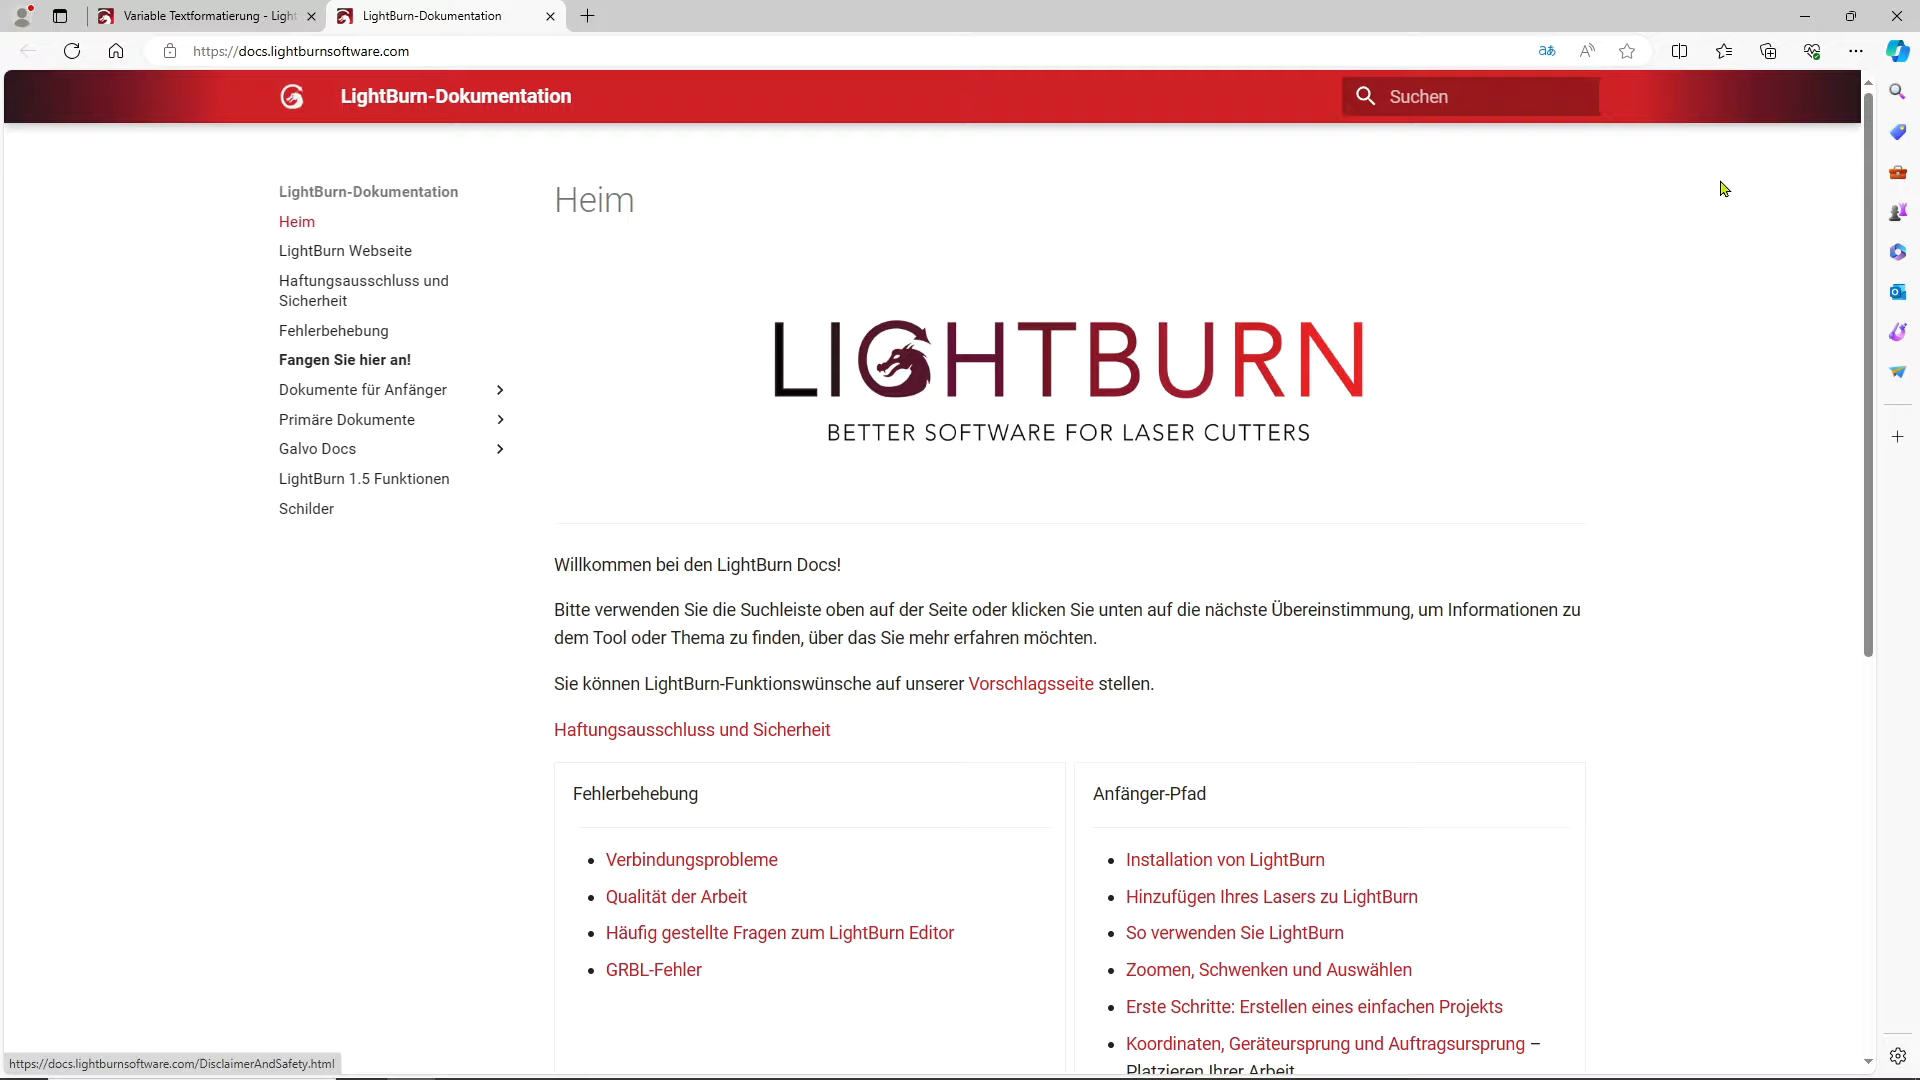 Variable Textformatierung - Light
LightBurn-Dokumentation
https://docs.lightburnsoftware.com
LightBurn-Dokumentation
Suchen
LightBurn-Dokumentation
Heim
LightBurn Webseite
Haftungsausschluss und
Sicherheit
Fehlerbehebung
Fangen Sie hier an!
Dokumente für Anfänger
Primäre Dokumente
Galvo Docs
LightBurn 1.5 Funktionen
Schilder
Heim
LIGHTBURN
BETTER SOFTWARE FOR LASER CUTTERS
Willkommen bei den LightBurn Docs!
Bitte verwenden Sie die Suchleiste oben auf der Seite oder klicken Sie unten auf die nächste Übereinstimmung, um Informationen zu
dem Tool oder Thema zu finden, über das Sie mehr erfahren möchten.
Sie können LightBurn-Funktionswünsche auf unserer Vorschlagsseite stellen.
Haftungsausschluss und Sicherheit
Fehlerbehebung
Verbindungsprobleme
Qualität der Arbeit
Häufig gestellte Fragen zum LightBurn Editor
GRBL-Fehler
Anfänger-Pfad
Installation von LightBurn
Hinzufügen Ihres Lasers zu LightBurn
So verwenden Sie LightBurn
Zoomen, Schwenken und Auswählen
Erste Schritte: Erstellen eines einfachen Projekts
Koordinaten, Geräteursprung und Auftragsursprung –
Platzieren Ihrer Arbeit
https://docs.lightburnsoftware.com/DisclaimerAndSafety.html